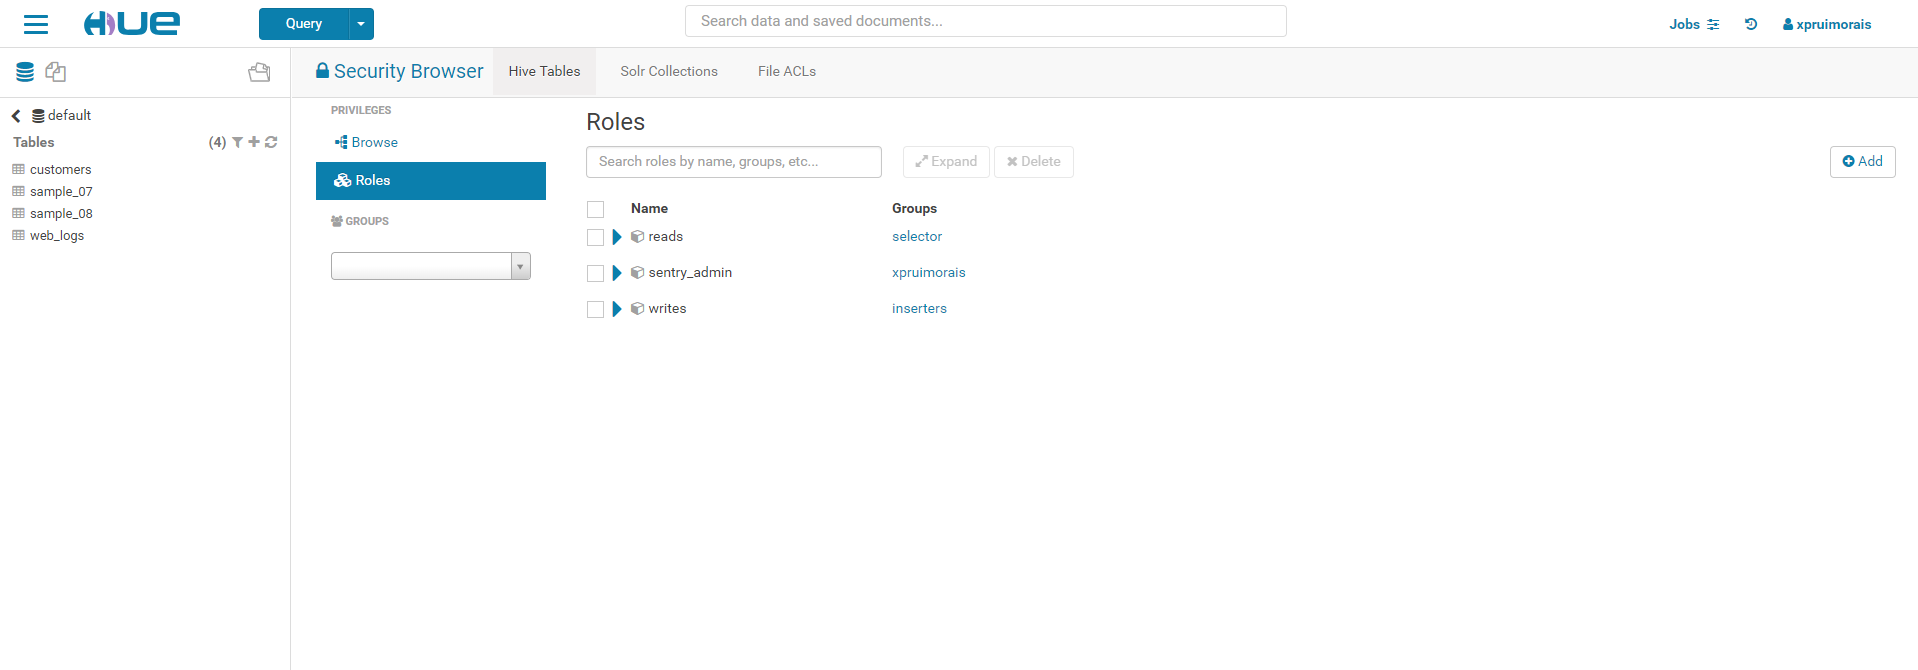 HUE Query Search data and saved documents... Jobs xpruimorais
Security Browser Hive Tables Solr Collections File ACLs
default
Tables (4)
customers
sample_07
sample_08
web_logs
PRIVILEGES
Browse
Roles
GROUPS
Roles
Search roles by name, groups, etc... Expand Delete Add
Name Groups
reads selector
sentry_admin xpruimorais
writes inserters